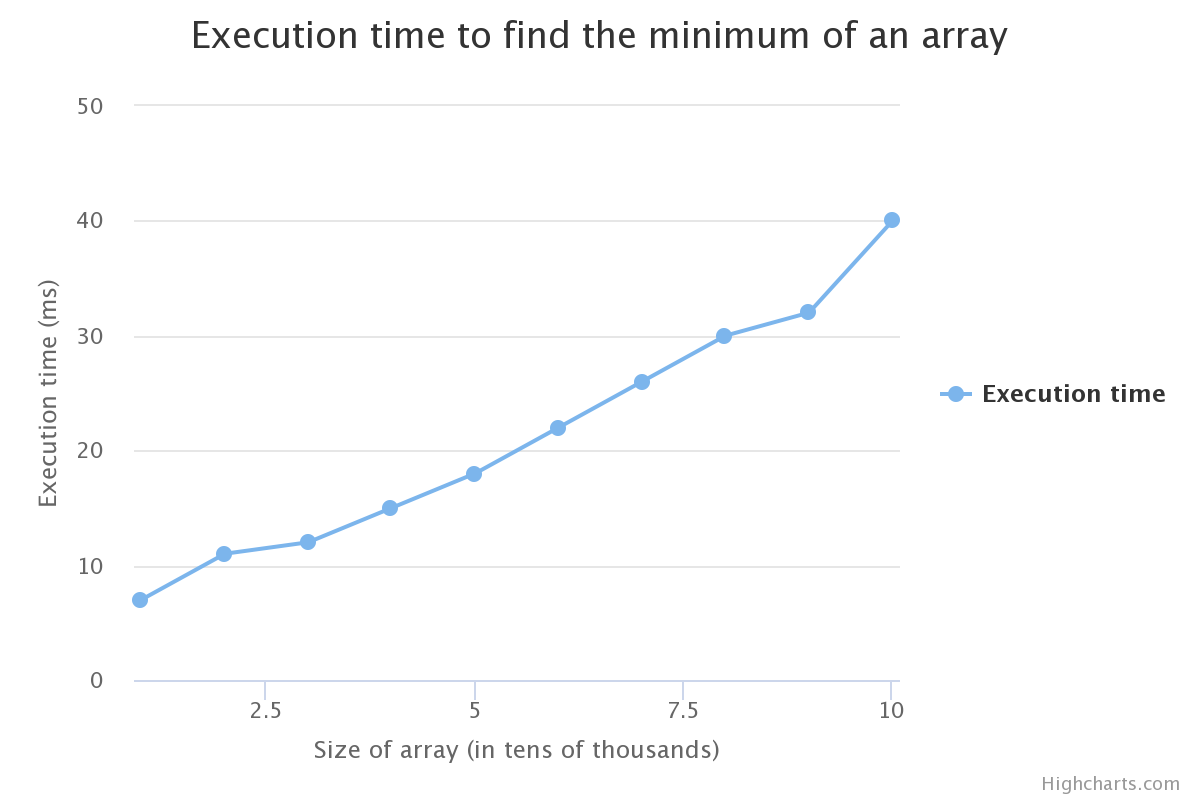 Execution time to find the minimum of an array
50
40
30
20
10
0
Execution time (ms)
2.5 5 7.5 10
Size of array (in tens of thousands)
Execution time
Highcharts.com